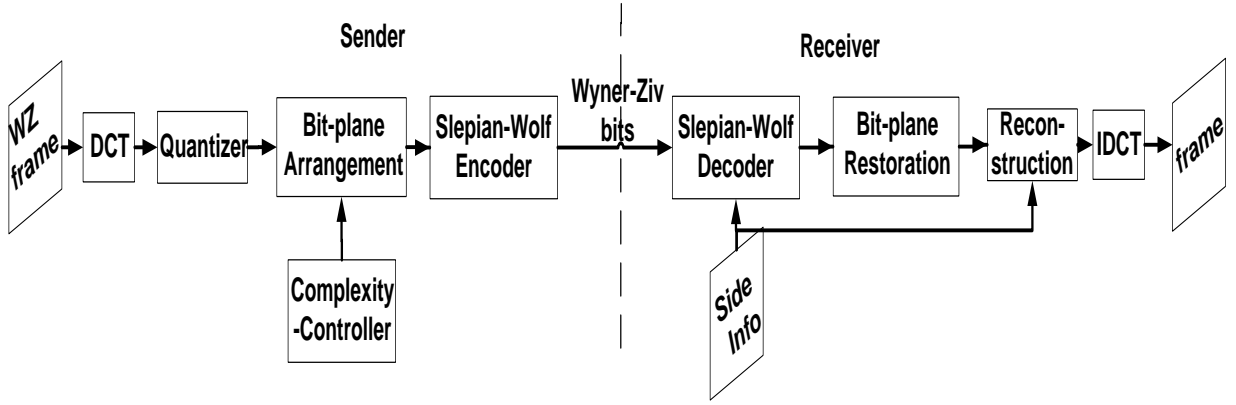 Sender
Receiver
WZ
frame
DCT
Quantizer
Bit-plane
Arrangement
Slepian-Wolf
Encoder
Wyner-Ziv
bits
Slepian-Wolf
Decoder
Bit-plane
Restoration
Recon-
struction
IDCT
frame
Complexity
-Controller
Side
Info